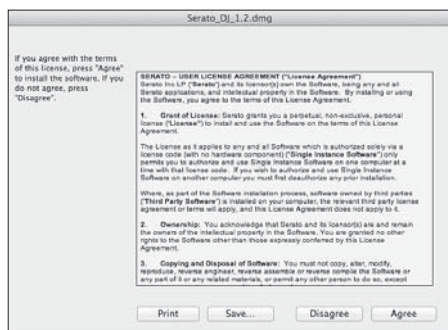 Serato_DJ_1.2.dmg
If you agree with the terms
of this license, press "Agree"
to install the software. If you
do not agree, press
"Disagree".
SERATO – USER LICENSE AGREEMENT ("License Agreement")
Serato Inc LP ("Serato") and its licensor(s) own the Software, being any and all
Serato applications, and intellectual property in the Software. By installing or using
the Software, you agree to the terms of this License Agreement.
1. Grant of License: Serato grants you a perpetual, non-exclusive, personal
license ("License") to install and use the Software on the terms of this License
Agreement.
The License as it applies to any and all Software which is authorized solely via a
license code (with no hardware component) ("Single Instance Software") only
permits you to authorize and use Single Instance Software on one computer at a
time with that license code. If you wish to authorize and use Single Instance
Software on another computer you must first deauthorize any prior installation.
Where, as part of the Software installation process, software owned by third parties
("Third Party Software") is installed on your computer, the relevant third party license
agreement or terms will apply, and this License Agreement does not apply to it.
2. Ownership: You acknowledge that Serato and its licensor(s) are and remain
the owners of the intellectual property in the Software. You are granted no other
rights to the Software other than those expressly conferred by this License
Agreement.
3. Copying and Disposal of Software: You must not copy, alter, modify,
reproduce, reverse engineer, reverse assemble or reverse compile the Software or
any part of it or any related materials, or permit any other person to do so, except
Print Save... Disagree Agree